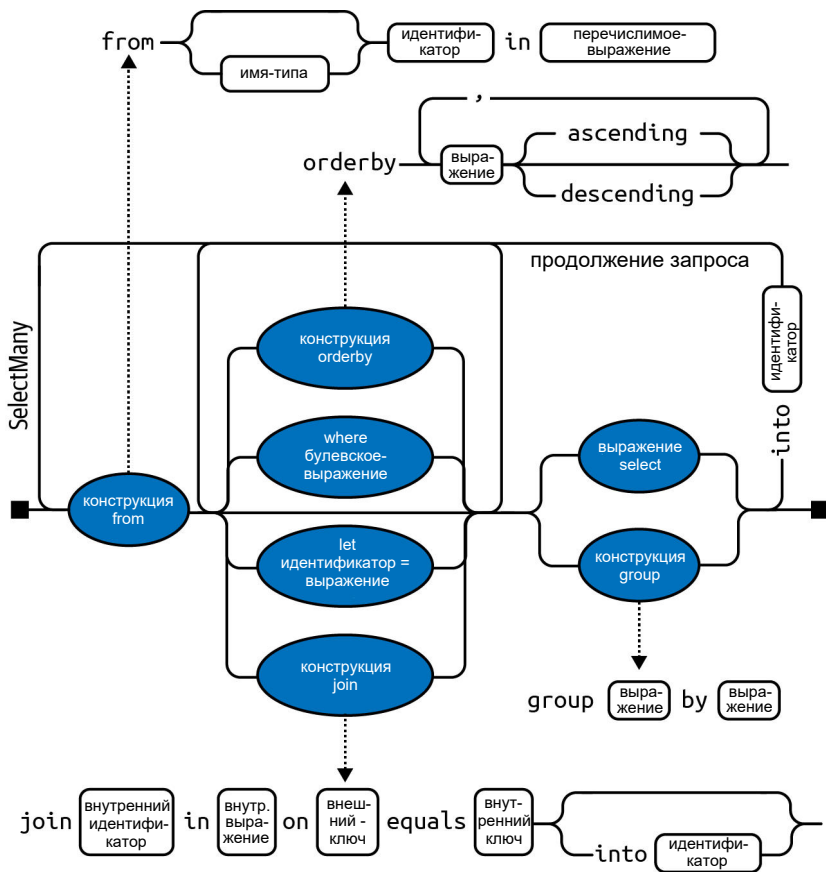 from
имя-типа
идентифи-
катор
in
перечислимое-
выражение
orderby
,
выра-
жение
ascending
descending
продолжение запроса
SelectMany
идентифи-
катор
into
конструкция
from
конструкция
orderby
where
булевское-
выражение
let
идентификатор =
выражение
конструкция
join
выражение
select
конструкция
group
group
выра-
жение
by
выра-
жение
join
внутренний
идентифи-
катор
in
внутр.
выра-
жение
on
внеш-
ний -
ключ
equals
внут-
ренний
ключ
into
идентифи-
катор